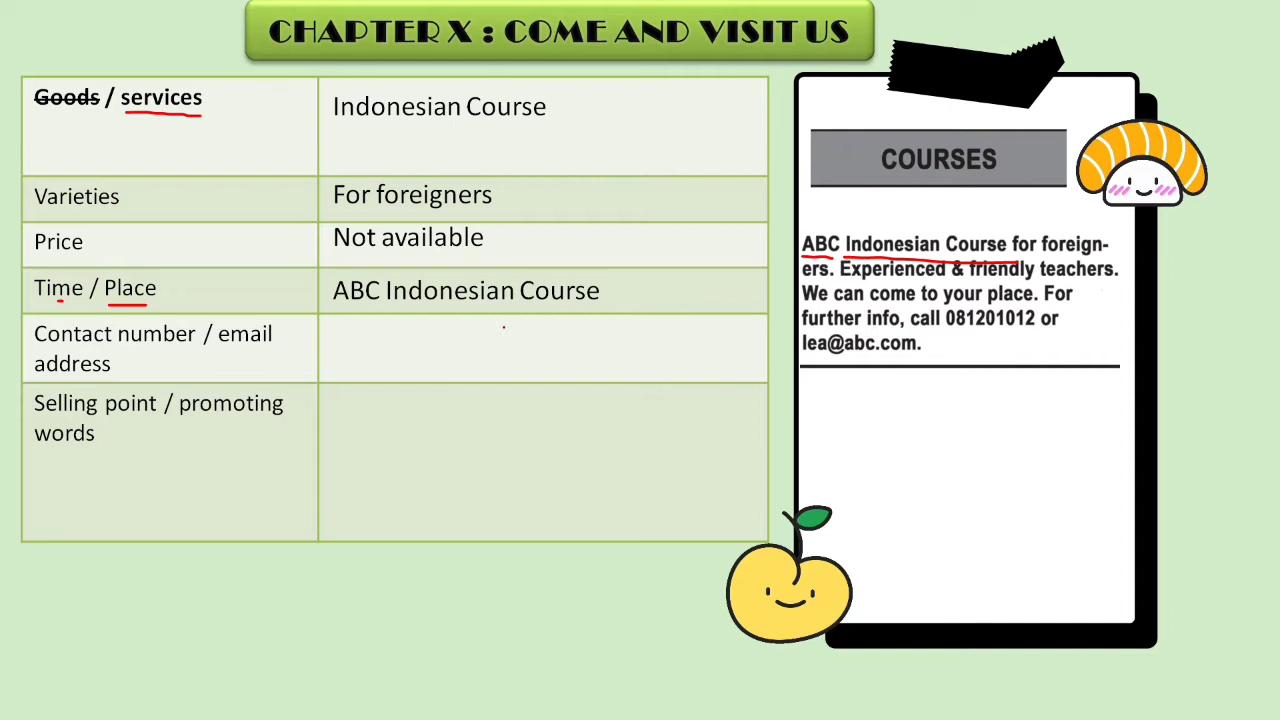 CHAPTER X : COME AND VISIT US
Goods / services
Indonesian Course
Varieties
For foreigners
Price
Not available
Time / Place
ABC Indonesian Course
Contact number / email
address
Selling point / promoting
words
COURSES
ABC Indonesian Course for foreign-
ers. Experienced & friendly teachers.
We can come to your place. For
further info, call 081201012 or
lea@abc.com.